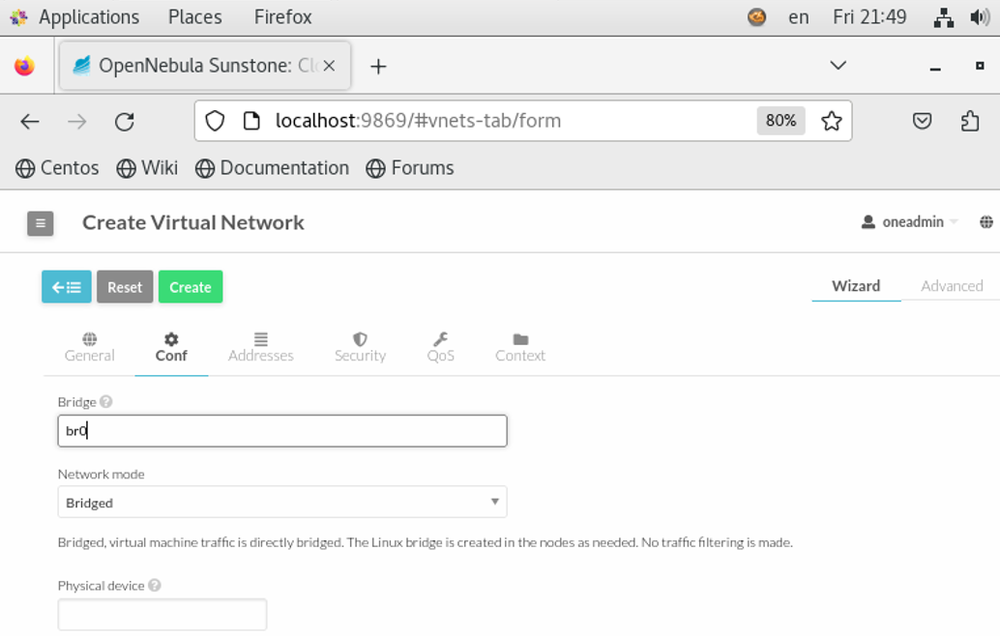 Applications Places Firefox en Fri 21:49
OpenNebula Sunstone: Clo
localhost:9869/#vnets-tab/form 80%
Centos Wiki Documentation Forums
Create Virtual Network oneadmin
Reset Create Wizard Advanced
General Conf Addresses Security QoS Context
Bridge
br0
Network mode
Bridged
Bridged, virtual machine traffic is directly bridged. The Linux bridge is created in the nodes as needed. No traffic filtering is made.
Physical device